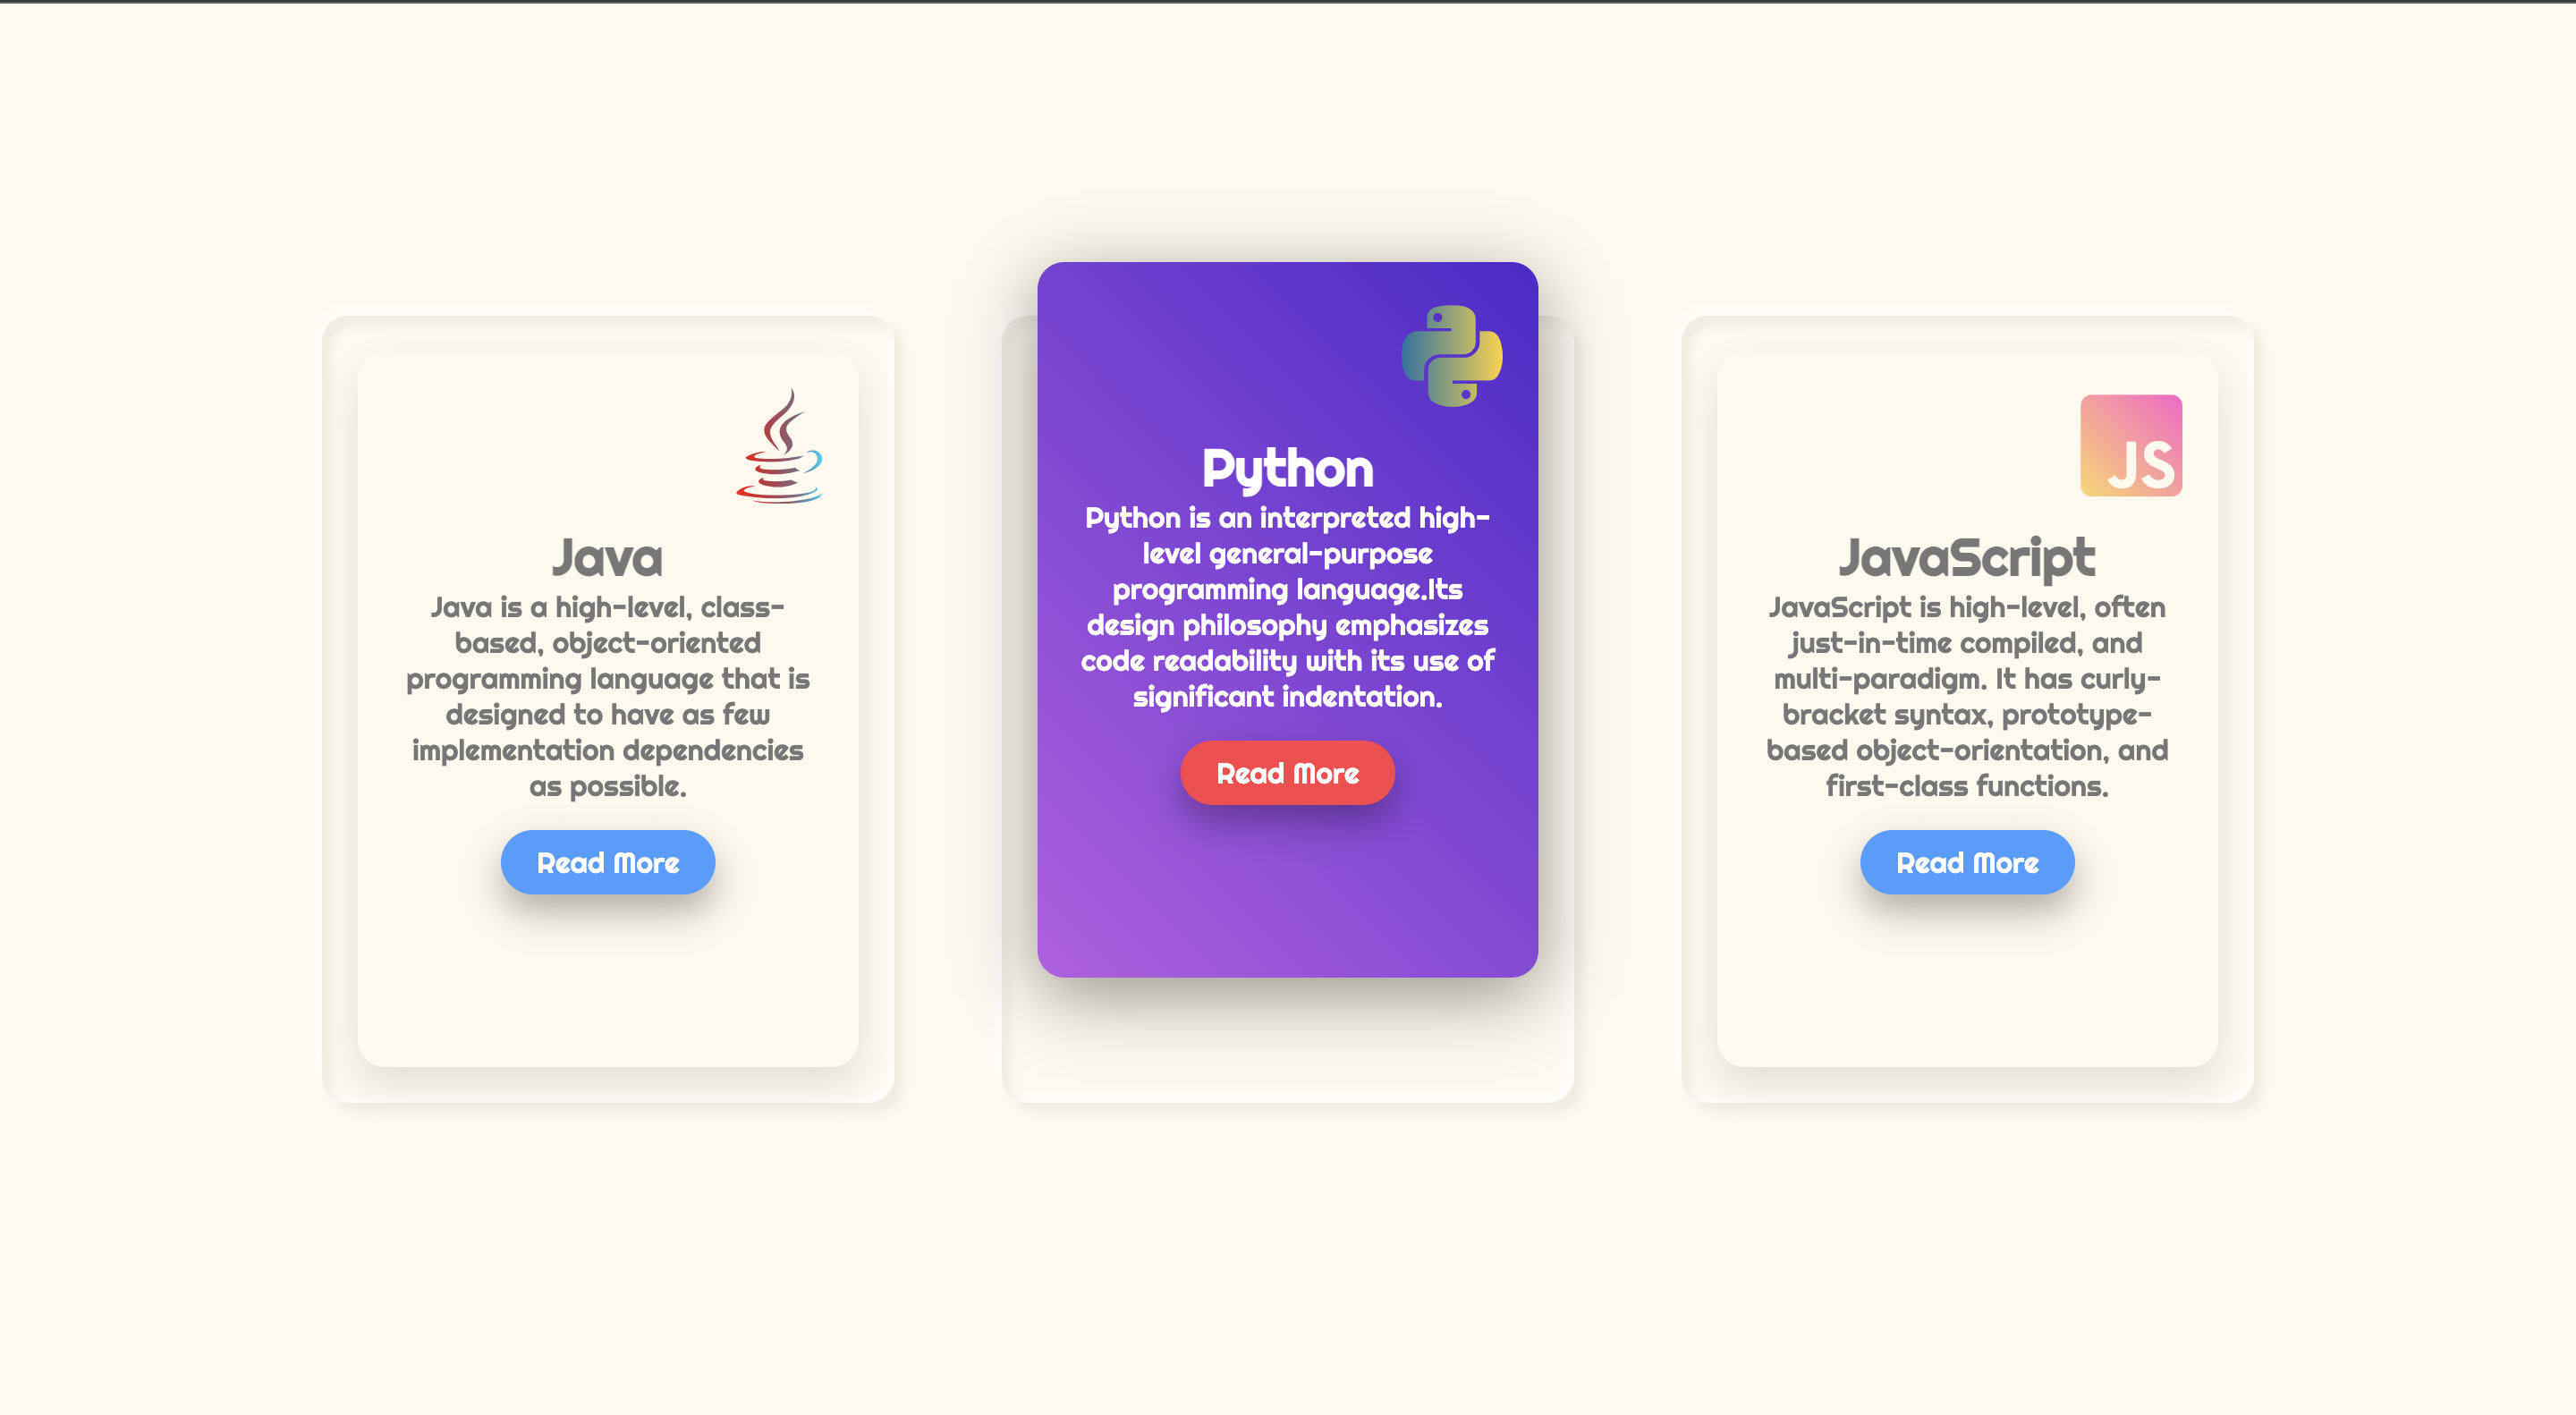 Java
Java is a high-level, class-
based, object-oriented
programming language that is
designed to have as few
implementation dependencies
as possible.
Read More
Python
Python is an interpreted high-
level general-purpose
programming language.Its
design philosophy emphasizes
code readability with its use of
significant indentation.
Read More
JS
JavaScript
JavaScript is high-level, often
just-in-time compiled, and
multi-paradigm. It has curly-
bracket syntax, prototype-
based object-orientation, and
first-class functions.
Read More